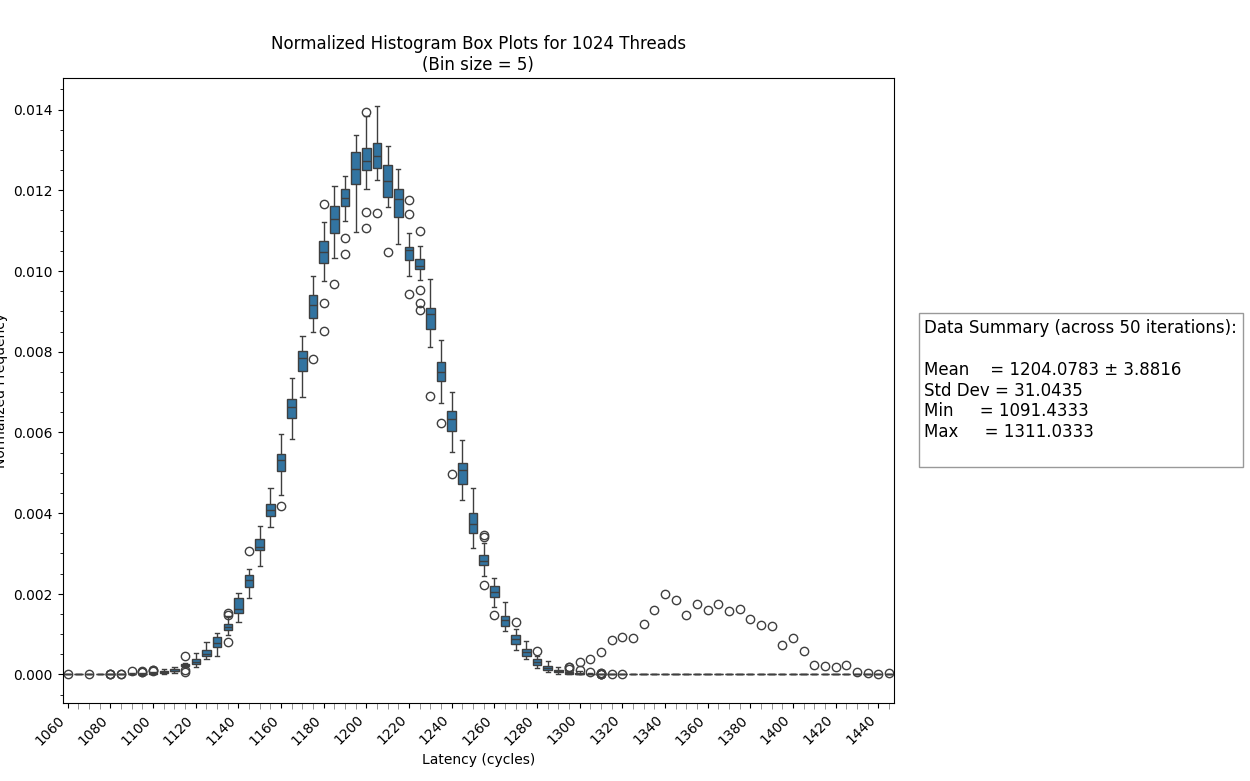 Normalized Histogram Box Plots for 1024 Threads
(Bin size = 5)
0.014
0.012
0.010
0.008
0.006
0.004
0.002
0.000
Normalized Frequency
1060 1080 1100 1120 1140 1160 1180 1200 1220 1240 1260 1280 1300 1320 1340 1360 1380 1400 1420 1440
Latency (cycles)
Data Summary (across 50 iterations):
Mean = 1204.0783 ± 3.8816
Std Dev = 31.0435
Min = 1091.4333
Max = 1311.0333